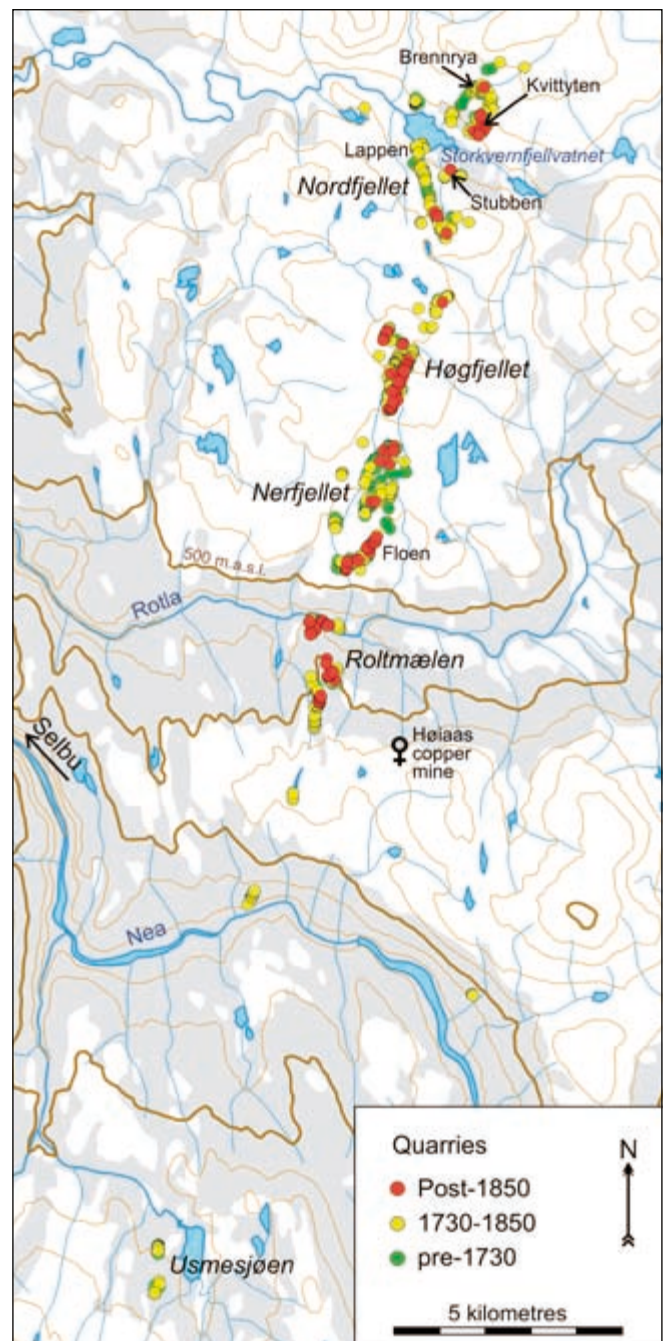 Brennrya
Kvittyten
Lappen
Storkvernfjellvatnet
Nordfjellet
Stubben
Høgfjellet
Nerfjellet
Floen
500 m.a.s.l.
Rotla
Roltmælen
Selbu
Høiaas
copper
mine
Nea
Usmesjøen
Quarries
N
Post-1850
1730-1850
pre-1730
5 kilometres